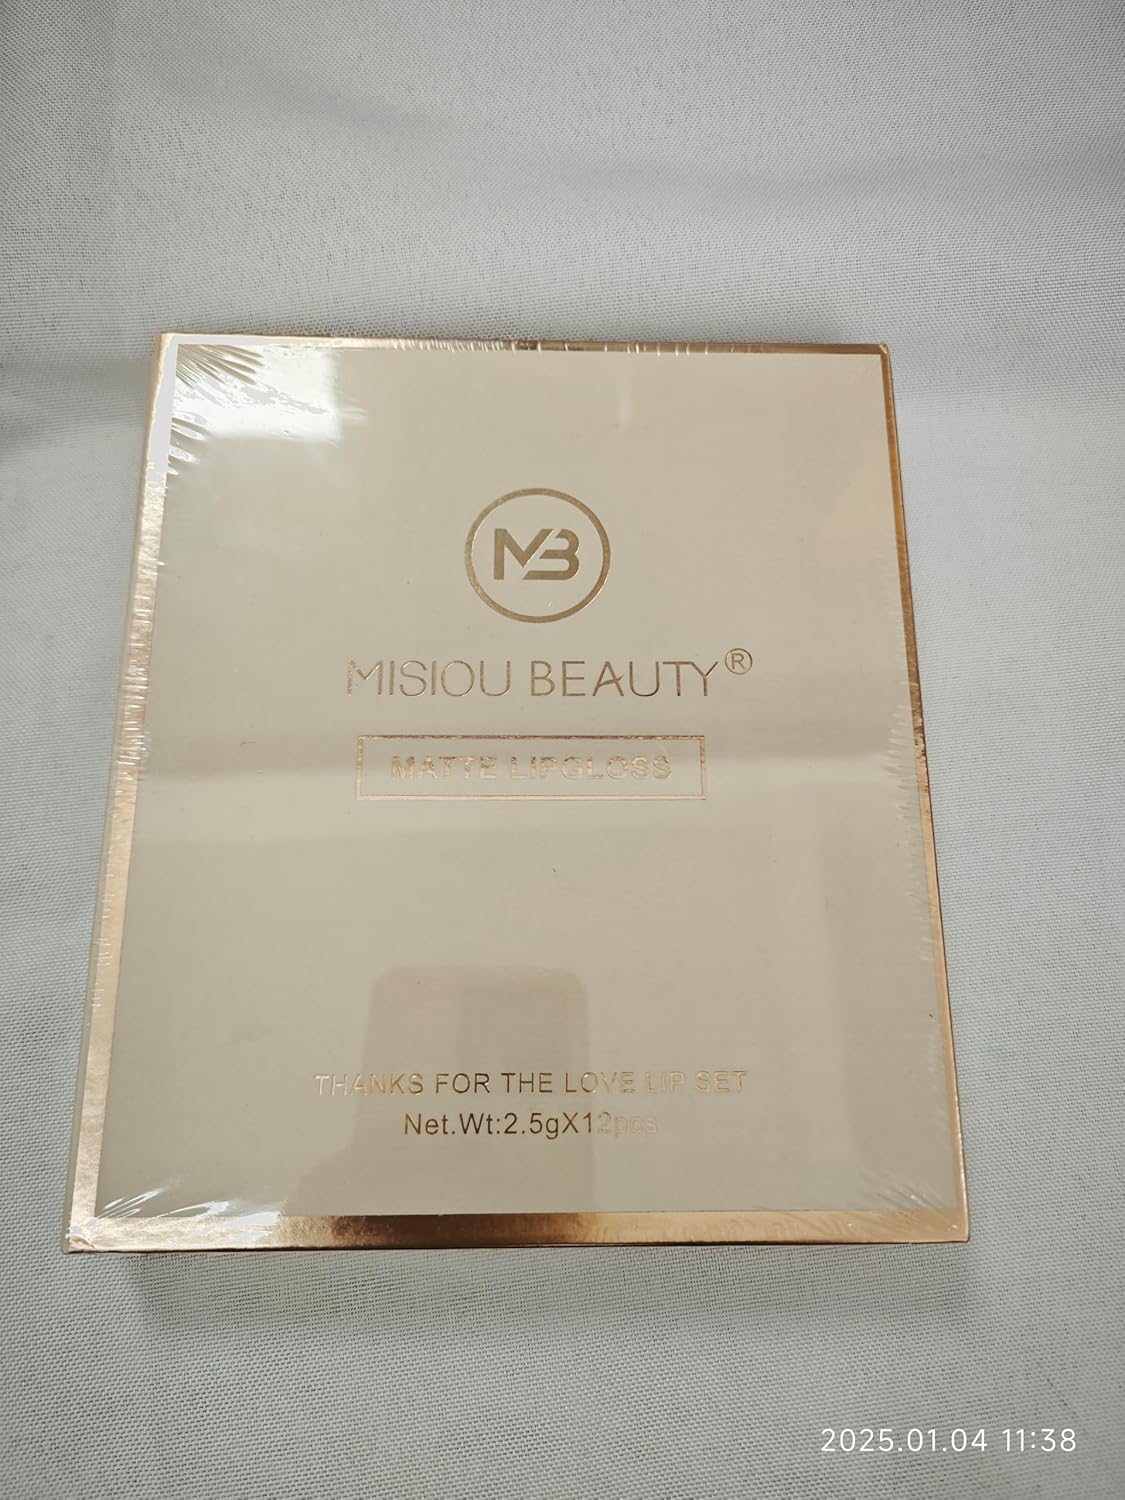 MB
MISIOU BEAUTY®
MATTE LIPGLOSS
THANKS FOR THE LOVE LIP SET
Net.Wt:2.5gX12pcs
2025.01.04 11:38